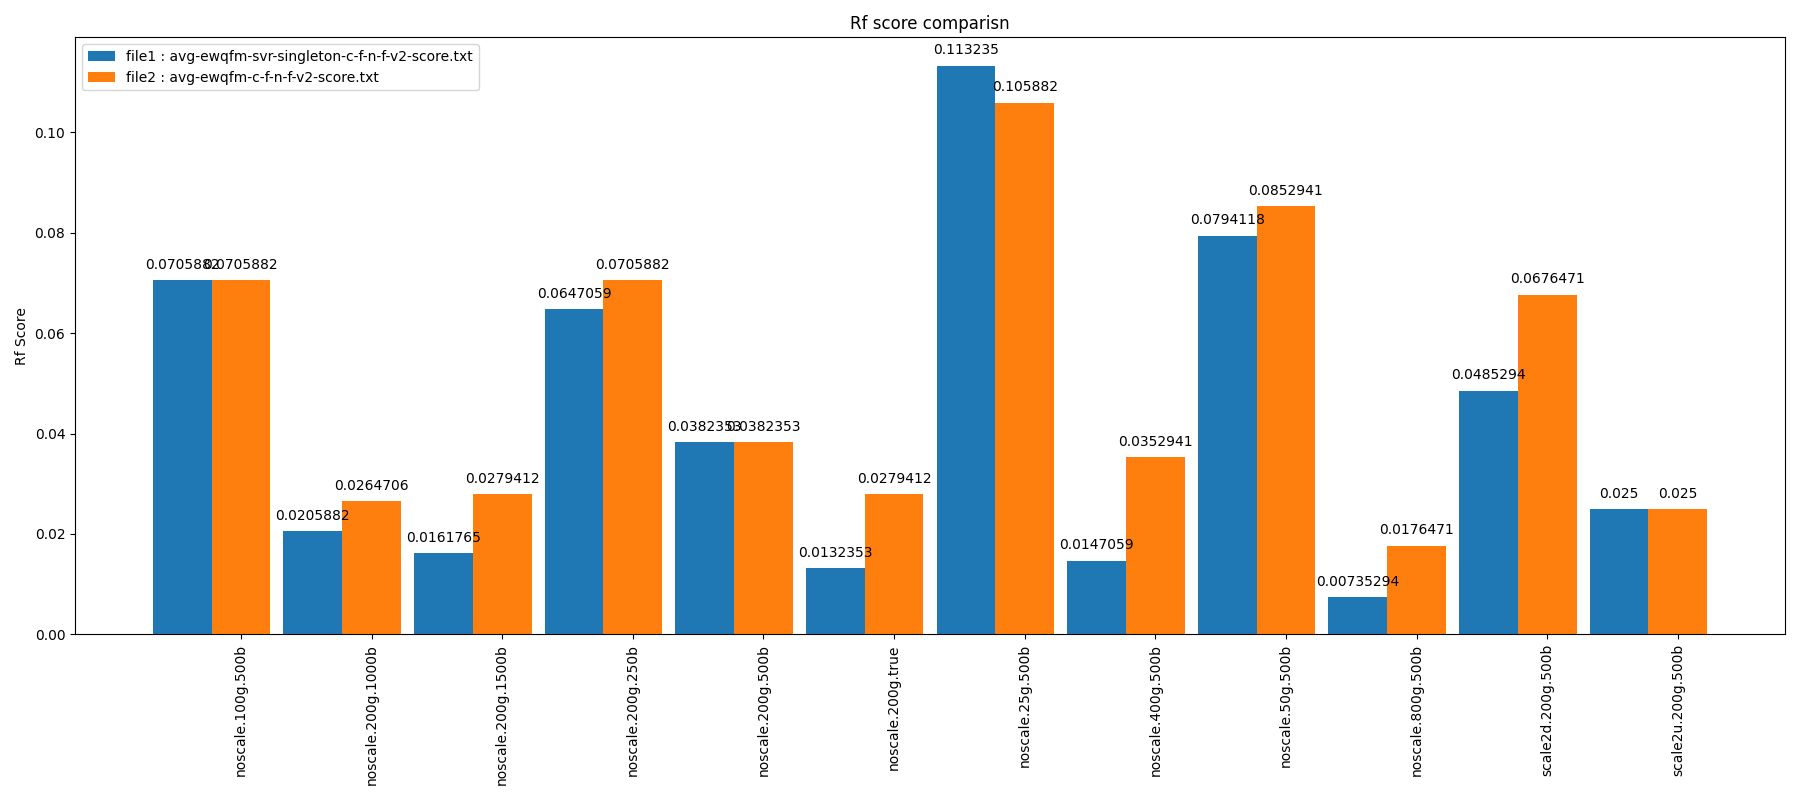 Rf score comparisn
file1 : avg-ewqfm-svr-singleton-c-f-n-f-v2-score.txt
file2 : avg-ewqfm-c-f-n-f-v2-score.txt
Rf Score
0.10
0.08
0.06
0.04
0.02
0.00
0.0705882
0.0705882
0.0205882
0.0264706
0.0161765
0.0279412
0.0647059
0.0705882
0.0382353
0.0382353
0.0132353
0.0279412
0.113235
0.105882
0.0147059
0.0352941
0.0794118
0.0852941
0.00735294
0.0176471
0.0485294
0.0676471
0.025
0.025
noscale.100g.500b
noscale.200g.1000b
noscale.200g.1500b
noscale.200g.250b
noscale.200g.500b
noscale.200g.true
noscale.25g.500b
noscale.400g.500b
noscale.50g.500b
noscale.800g.500b
scale2d.200g.500b
scale2u.200g.500b